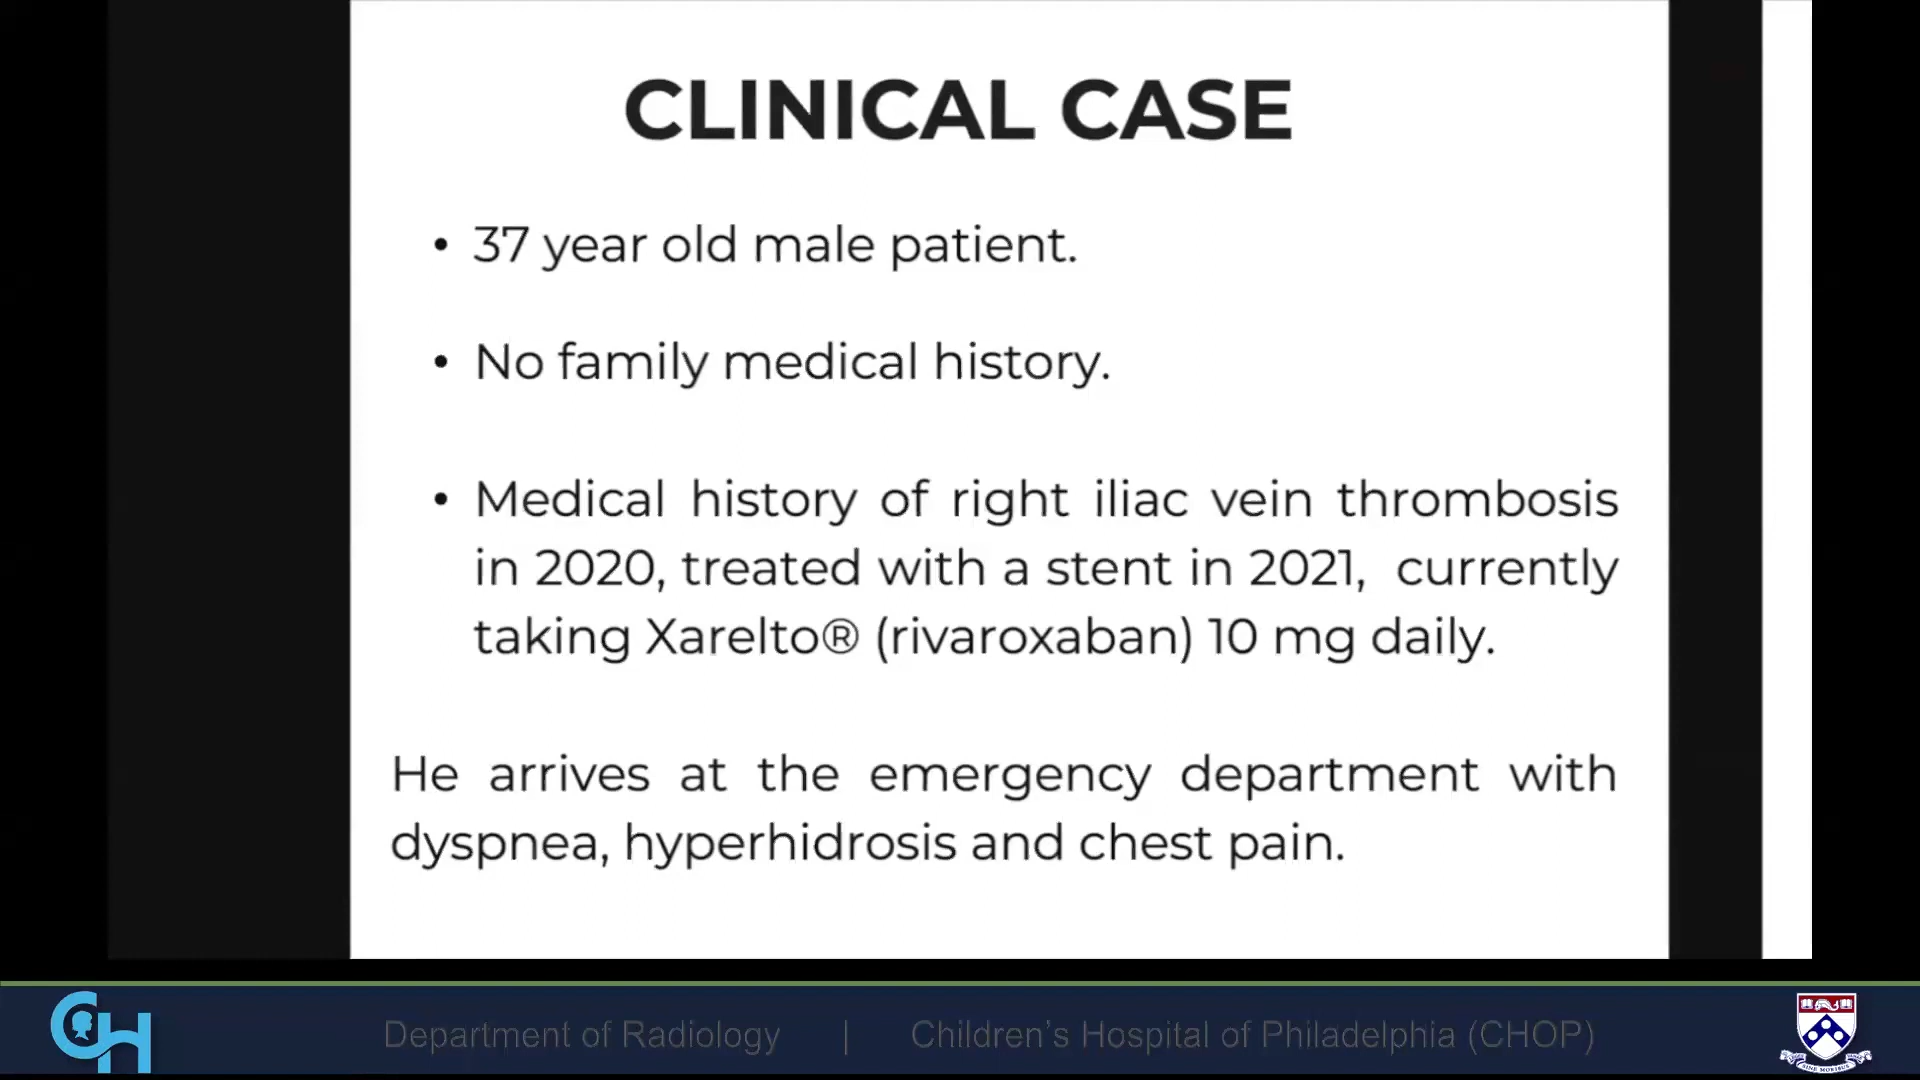 CLINICAL CASE
• 37 year old male patient.
• No family medical history.
• Medical history of right iliac vein thrombosis
in 2020, treated with a stent in 2021, currently
taking Xarelto® (rivaroxaban) 10 mg daily.
He arrives at the emergency department with
dyspnea, hyperhidrosis and chest pain.
CH Department of Radiology | Children's Hospital of Philadelphia (CHOP)